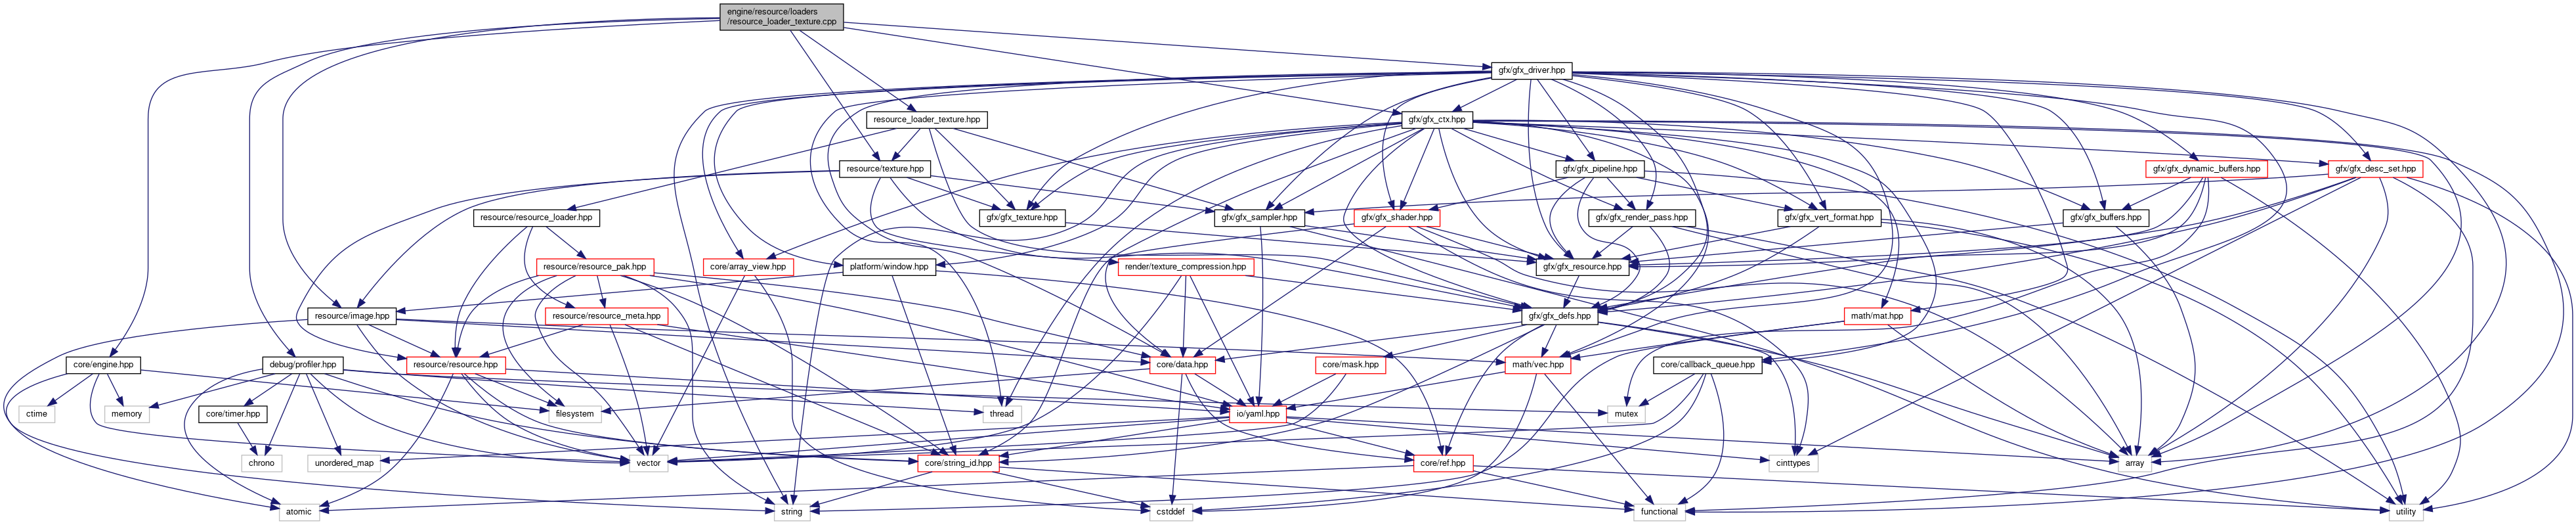 engine/resource/loaders
/resource_loader_texture.cpp
gfx/gfx_driver.hpp
resource_loader_texture.hpp
gfx/gfx_ctx.hpp
resource/texture.hpp
gfx/gfx_pipeline.hpp
gfx/gfx_dynamic_buffers.hpp
gfx/gfx_desc_set.hpp
resource/resource_loader.hpp
gfx/gfx_texture.hpp
gfx/gfx_sampler.hpp
gfx/gfx_shader.hpp
gfx/gfx_render_pass.hpp
gfx/gfx_vert_format.hpp
gfx/gfx_buffers.hpp
resource/resource_pak.hpp
core/array_view.hpp
platform/window.hpp
render/texture_compression.hpp
gfx/gfx_resource.hpp
resource/image.hpp
resource/resource_meta.hpp
gfx/gfx_defs.hpp
math/mat.hpp
core/engine.hpp
debug/profiler.hpp
resource/resource.hpp
core/data.hpp
core/mask.hpp
math/vec.hpp
core/callback_queue.hpp
ctime
memory
core/timer.hpp
filesystem
thread
io/yaml.hpp
mutex
chrono
unordered_map
vector
core/string_id.hpp
core/ref.hpp
cinttypes
array
atomic
string
cstddef
functional
utility